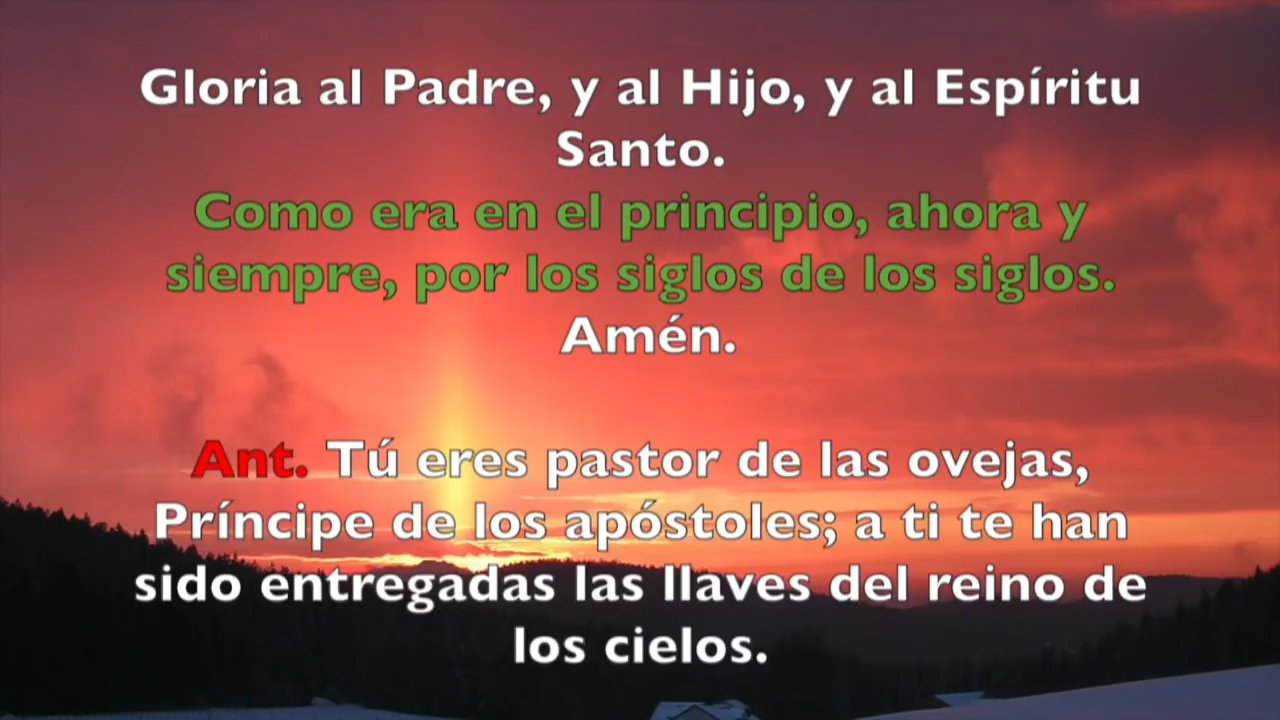 Gloria al Padre, y al Hijo, y al Espíritu
Santo.
Como era en el principio, ahora y
siempre, por los siglos de los siglos.
Amén.
Ant. Tú eres pastor de las ovejas,
Príncipe de los apóstoles; a ti te han
sido entregadas las llaves del reino de
los cielos.